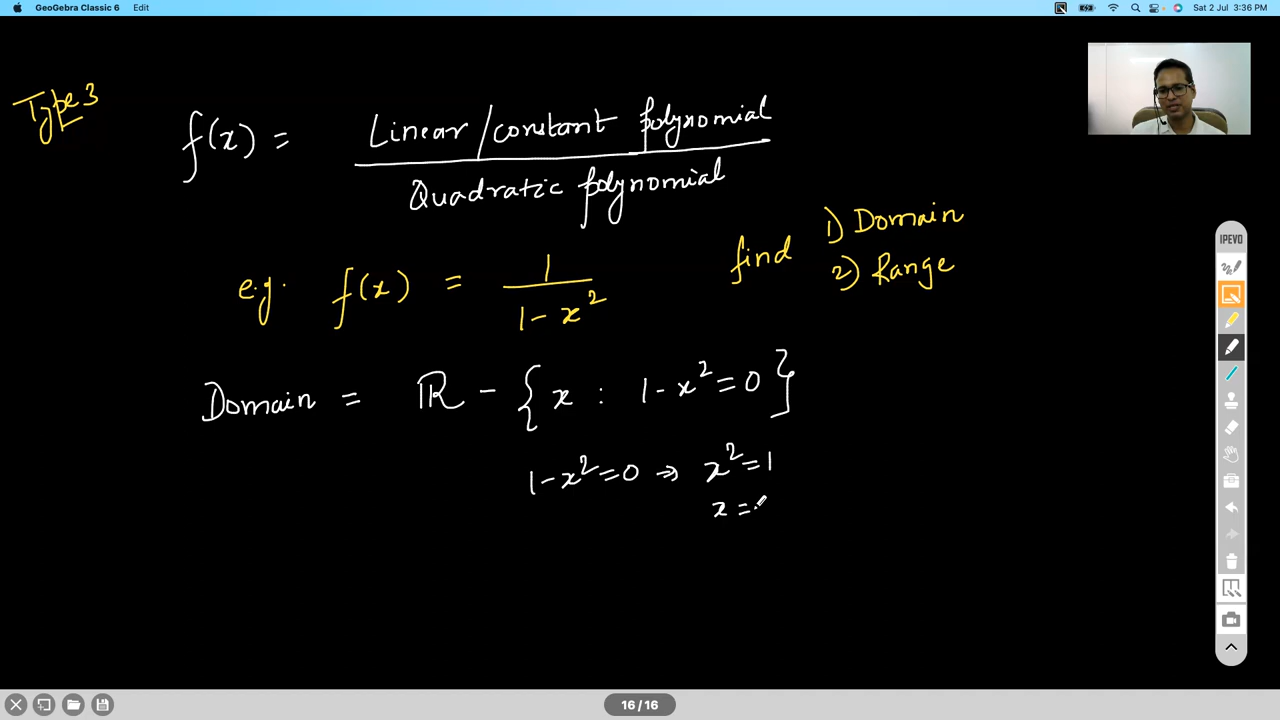 GeoGebra Classic 6 Edit Sat 2 Jul 3:36 PM
Type 3
f(x) = Linear/constant polynomial
Quadratic polynomial
e.g. f(x) = 1 / 1 - x² find 1) Domain
2) Range
Domain = ℝ - { x : 1 - x² = 0 }
1 - x² = 0 ⇒ x² = 1
x =
IPEVO
16 / 16